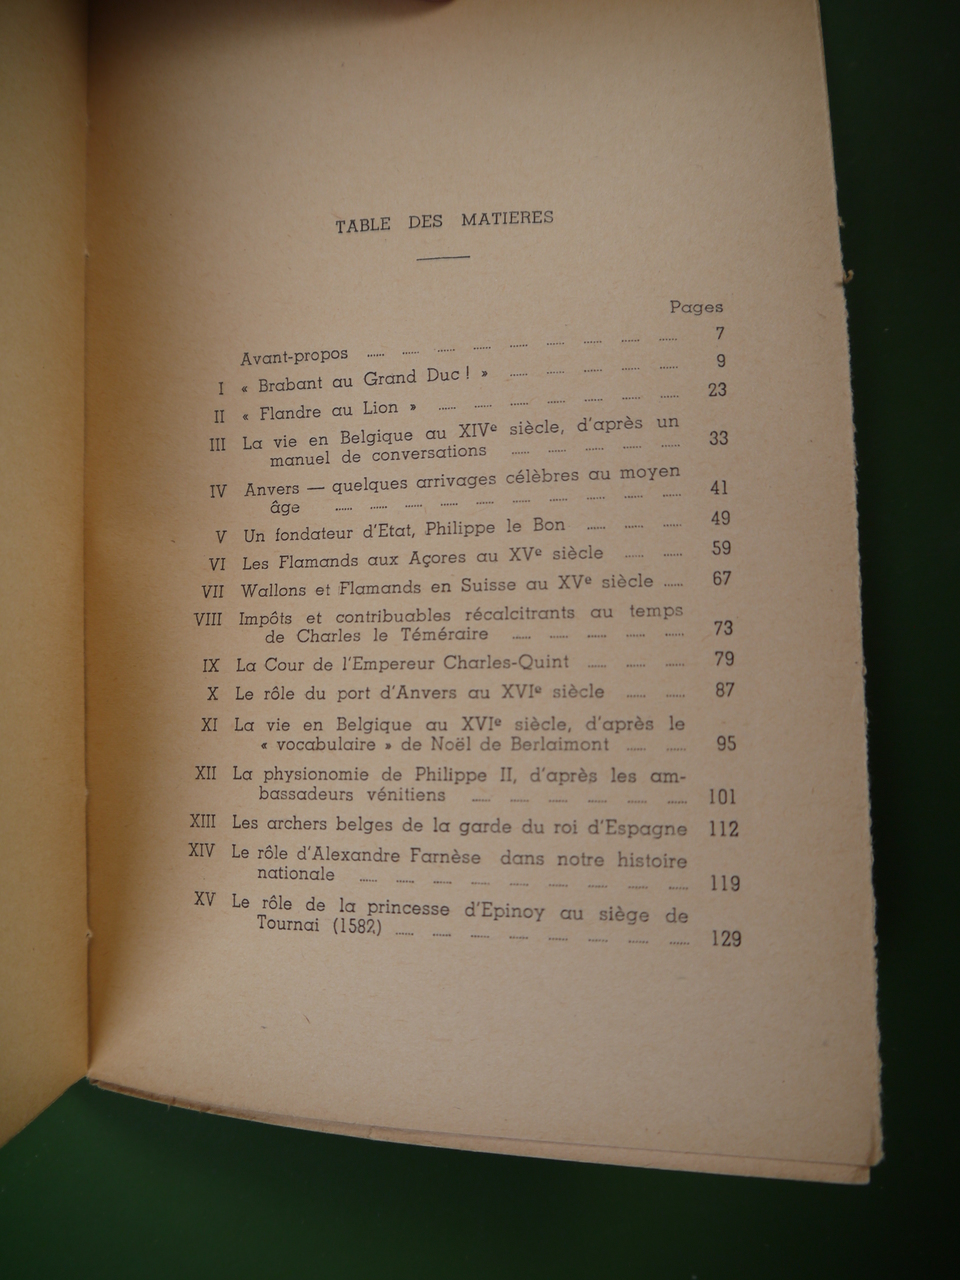 TABLE DES MATIERES
Pages
Avant-propos ...... ...... ...... ...... ...... ...... ...... ...... ...... 7
I « Brabant au Grand Duc ! » ...... ...... ...... ...... ...... 9
II « Flandre au Lion » ...... ...... ...... ...... ...... ...... ...... 23
III La vie en Belgique au XIVe siècle, d'après un
manuel de conversations ...... ...... ...... ...... ...... 33
IV Anvers — quelques arrivages célèbres au moyen
âge ...... ...... ...... ...... ...... ...... ...... ...... ...... ...... 41
V Un fondateur d'Etat, Philippe le Bon ...... ...... ...... 49
VI Les Flamands aux Açores au XVe siècle ...... ...... 59
VII Wallons et Flamands en Suisse au XVe siècle ...... 67
VIII Impôts et contribuables récalcitrants au temps
de Charles le Téméraire ...... ...... ...... ...... ...... 73
IX La Cour de l'Empereur Charles-Quint ...... ...... ...... 79
X Le rôle du port d'Anvers au XVIe siècle ...... ...... 87
XI La vie en Belgique au XVIe siècle, d'après le
« vocabulaire » de Noël de Berlaimont ...... ...... 95
XII La physionomie de Philippe II, d'après les am-
bassadeurs vénitiens ...... ...... ...... ...... ...... ...... 101
XIII Les archers belges de la garde du roi d'Espagne 112
XIV Le rôle d'Alexandre Farnèse dans notre histoire
nationale ...... ...... ...... ...... ...... ...... ...... ...... ...... 119
XV Le rôle de la princesse d'Epinoy au siège de
Tournai (1582) ...... ...... ...... ...... ...... ...... ...... ...... 129